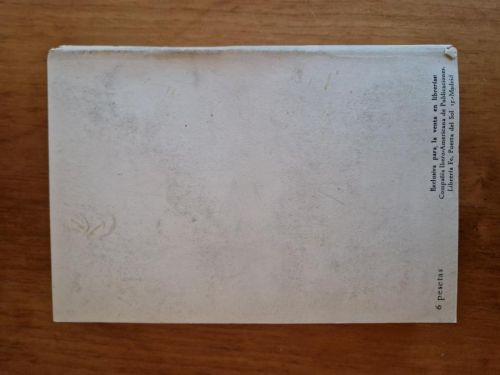 6 pesetas
Exclusiva para la venta en librerías:
Compañía Ibero-Americana de Publicaciones.
Librería Fe, Puerta del Sol 15.-Madrid